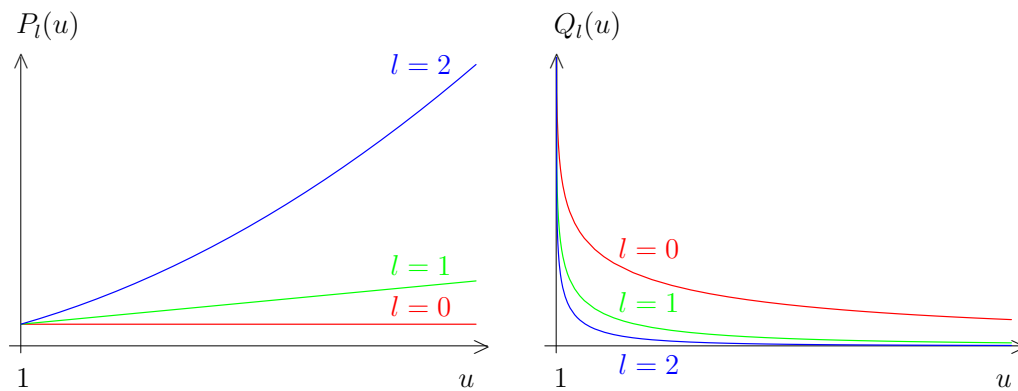 P_l(u)
l = 2
l = 1
l = 0
1
u
Q_l(u)
l = 0
l = 1
l = 2
1
u